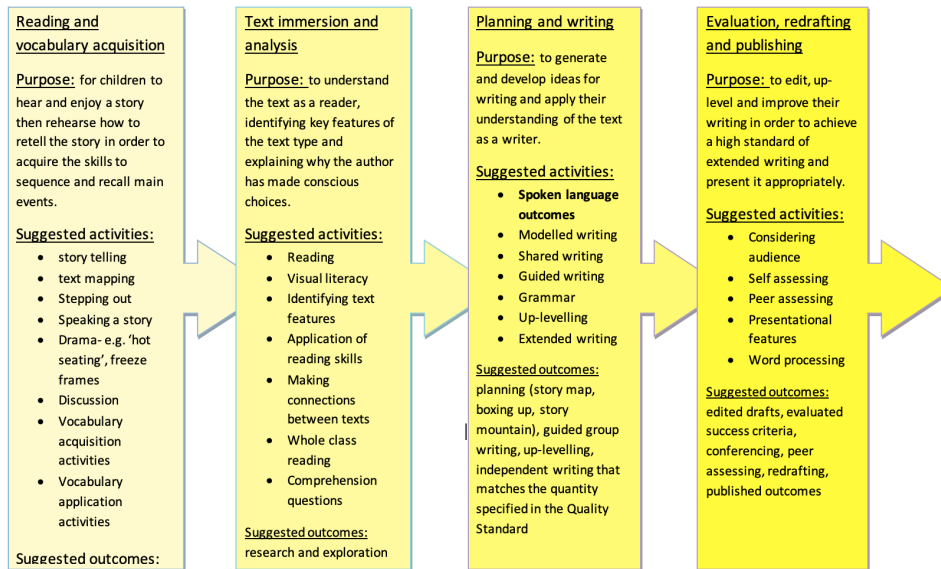 Reading and
vocabulary acquisition
Purpose: for children to
hear and enjoy a story
then rehearse how to
retell the story in order to
acquire the skills to
sequence and recall main
events.
Suggested activities:
• story telling
• text mapping
• Stepping out
• Speaking a story
• Drama- e.g. ‘hot
seating’, freeze
frames
• Discussion
• Vocabulary
acquisition
activities
• Vocabulary
application
activities
Suggested outcomes:
Text immersion and
analysis
Purpose: to understand
the text as a reader,
identifying key features of
the text type and
explaining why the author
has made conscious
choices.
Suggested activities:
• Reading
• Visual literacy
• Identifying text
features
• Application of
reading skills
• Making
connections
between texts
• Whole class
reading
• Comprehension
questions
Suggested outcomes:
research and exploration
Planning and writing
Purpose: to generate
and develop ideas for
writing and apply their
understanding of the text
as a writer.
Suggested activities:
• Spoken language
outcomes
• Modelled writing
• Shared writing
• Guided writing
• Grammar
• Up-levelling
• Extended writing
Suggested outcomes:
planning (story map,
boxing up, story
mountain), guided group
writing, up-levelling,
independent writing that
matches the quantity
specified in the Quality
Standard
Evaluation, redrafting
and publishing
Purpose: to edit, up-
level and improve their
writing in order to achieve
a high standard of
extended writing and
present it appropriately.
Suggested activities:
• Considering
audience
• Self assessing
• Peer assessing
• Presentational
features
• Word processing
Suggested outcomes:
edited drafts, evaluated
success criteria,
conferencing, peer
assessing, redrafting,
published outcomes